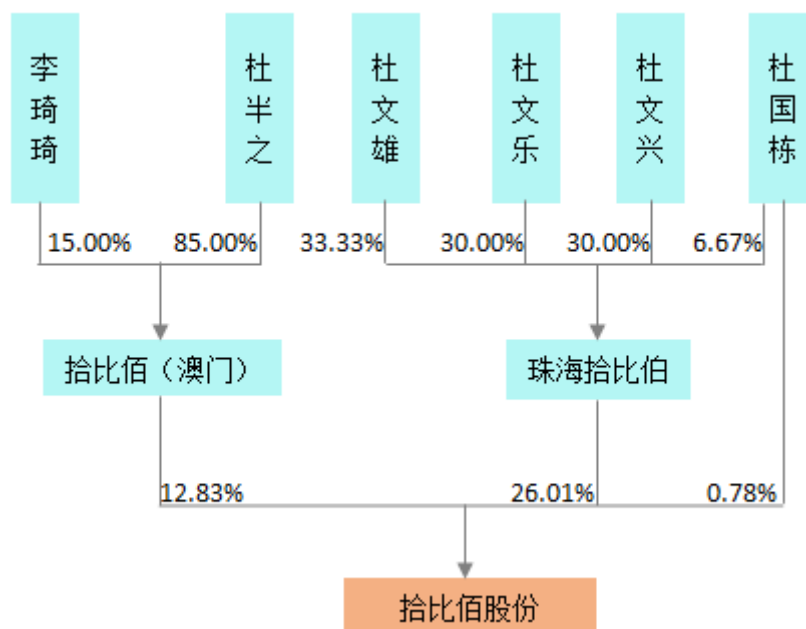 李琦琦
杜半之
杜文雄
杜文乐
杜文兴
杜国栋
15.00%
85.00%
33.33%
30.00%
30.00%
6.67%
拾比佰（澳门）
珠海拾比伯
12.83%
26.01%
0.78%
拾比佰股份